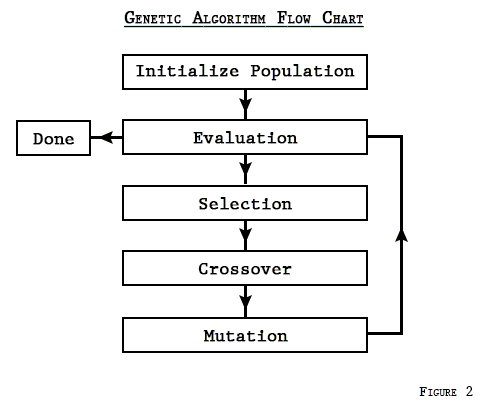 Genetic Algorithm Flow Chart
Initialize Population
Done
Evaluation
Selection
Crossover
Mutation
Figure 2